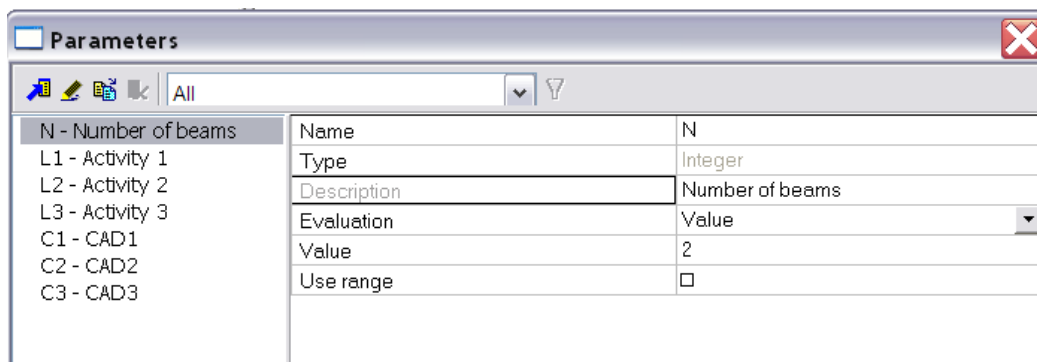 Parameters
All
N - Number of beams
L1 - Activity 1
L2 - Activity 2
L3 - Activity 3
C1 - CAD1
C2 - CAD2
C3 - CAD3
Name N
Type Integer
Description Number of beams
Evaluation Value
Value 2
Use range